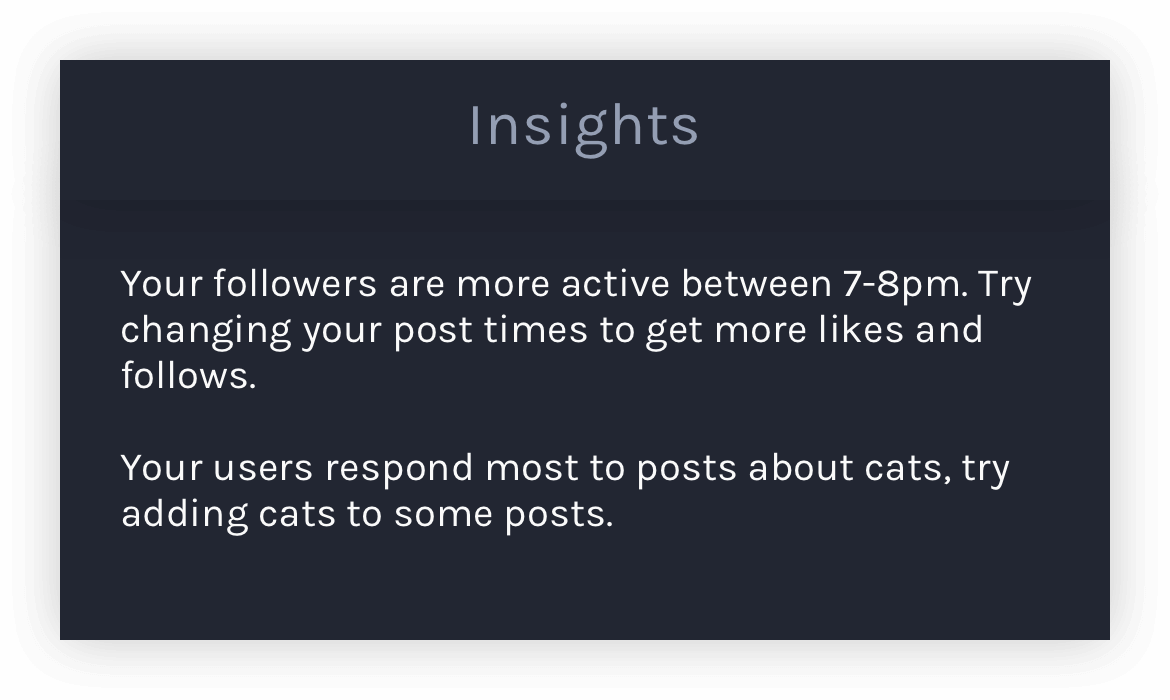 Insights
Your followers are more active between 7-8pm. Try
changing your post times to get more likes and
follows.
Your users respond most to posts about cats, try
adding cats to some posts.